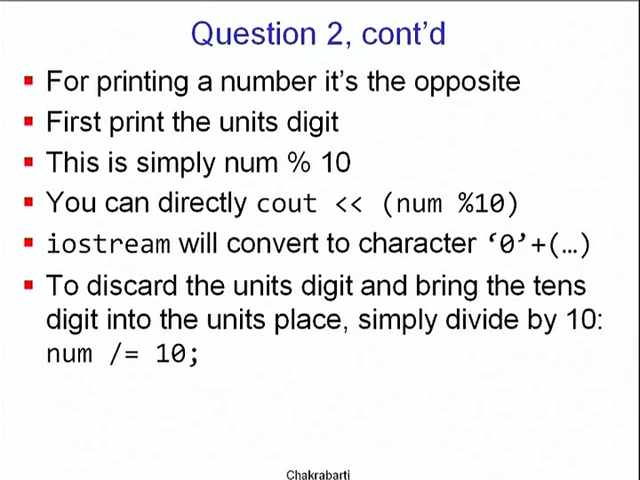 Question 2, cont’d
For printing a number it’s the opposite
First print the units digit
This is simply num % 10
You can directly cout << (num %10)
iostream will convert to character ‘0’+(…)
To discard the units digit and bring the tens
digit into the units place, simply divide by 10:
num /= 10;
Chakrabarti